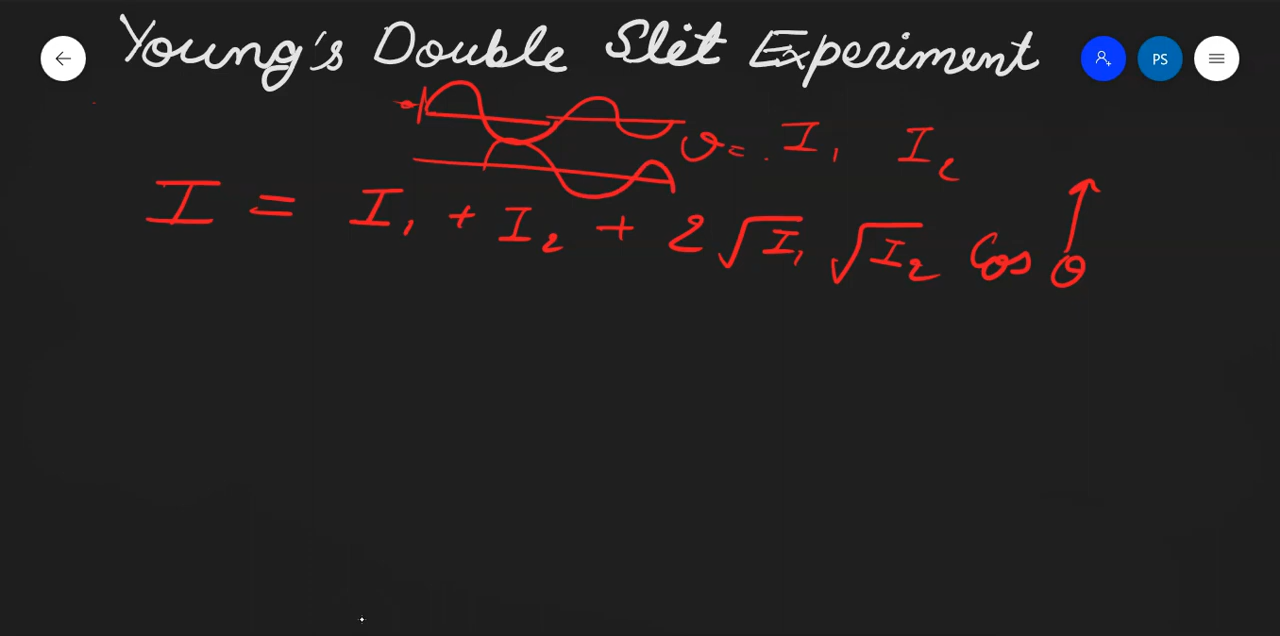 Young's Double Slit Experiment
PS
θ = . I₁ I₂
I = I₁ + I₂ + 2 √I₁ √I₂ Cos θ